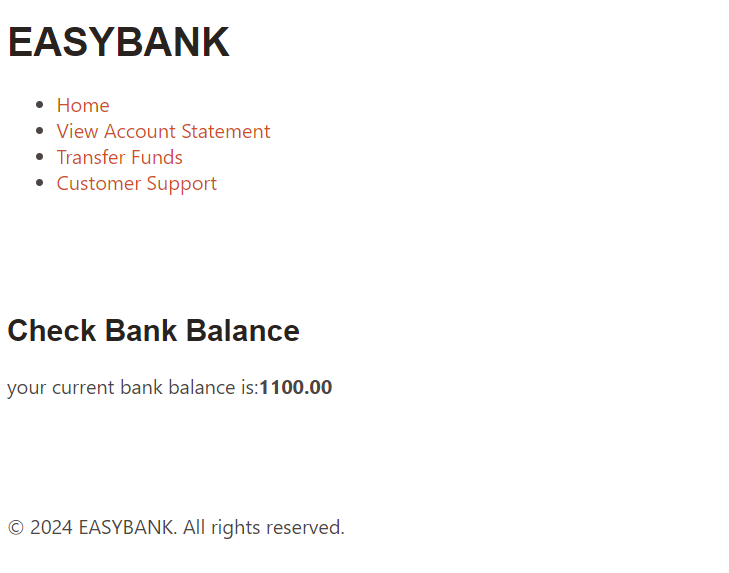 EASYBANK
Home
View Account Statement
Transfer Funds
Customer Support
Check Bank Balance
your current bank balance is:1100.00
© 2024 EASYBANK. All rights reserved.